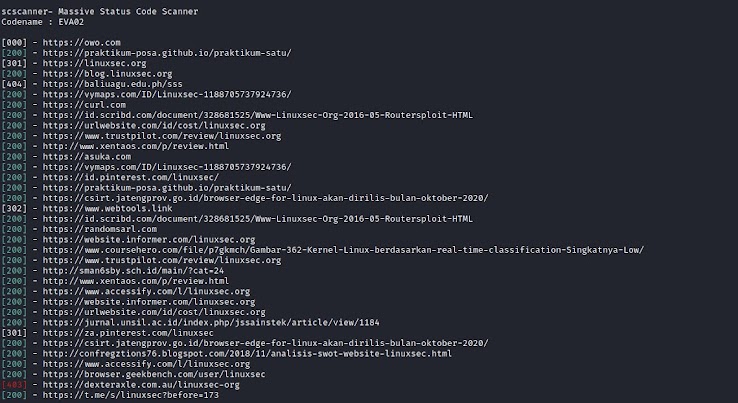 scscanner- Massive Status Code Scanner
Codename : EVA02
[000] - https://owo.com
[200] - https://praktikum-posa.github.io/praktikum-satu/
[301] - https://linuxsec.org
[200] - https://blog.linuxsec.org
[404] - https://baliuagu.edu.ph/sss
[200] - https://vymaps.com/ID/Linuxsec-1188705737924736/
[200] - https://curl.com
[200] - https://id.scribd.com/document/328681525/Www-Linuxsec-Org-2016-05-Routersploit-HTML
[200] - https://urlwebsite.com/id/cost/linuxsec.org
[200] - https://www.trustpilot.com/review/linuxsec.org
[200] - http://www.xentaos.com/p/review.html
[200] - https://asuka.com
[200] - https://vymaps.com/ID/Linuxsec-1188705737924736/
[200] - https://id.pinterest.com/linuxsec/
[200] - https://praktikum-posa.github.io/praktikum-satu/
[200] - https://csirt.jatengprov.go.id/browser-edge-for-linux-akan-dirilis-bulan-oktober-2020/
[302] - https://www.webtools.link
[200] - https://id.scribd.com/document/328681525/Www-Linuxsec-Org-2016-05-Routersploit-HTML
[200] - https://randomsarl.com
[200] - https://website.informer.com/linuxsec.org
[200] - https://www.coursehero.com/file/p7gkmch/Gambar-362-Kernel-Linux-berdasarkan-real-time-classification-Singkatnya-Low/
[200] - https://www.trustpilot.com/review/linuxsec.org
[200] - http://sman6sby.sch.id/main/?cat=24
[200] - http://www.xentaos.com/p/review.html
[200] - https://www.accessify.com/l/linuxsec.org
[200] - https://website.informer.com/linuxsec.org
[200] - https://urlwebsite.com/id/cost/linuxsec.org
[200] - https://jurnal.unsil.ac.id/index.php/jssainstek/article/view/1184
[301] - https://za.pinterest.com/linuxsec
[200] - https://csirt.jatengprov.go.id/browser-edge-for-linux-akan-dirilis-bulan-oktober-2020/
[200] - http://confregztions76.blogspot.com/2018/11/analisis-swot-website-linuxsec.html
[200] - https://www.accessify.com/l/linuxsec.org
[200] - https://browser.geekbench.com/user/linuxsec
[403] - https://dexteraxle.com.au/linuxsec-org
[200] - https://t.me/s/linuxsec?before=173